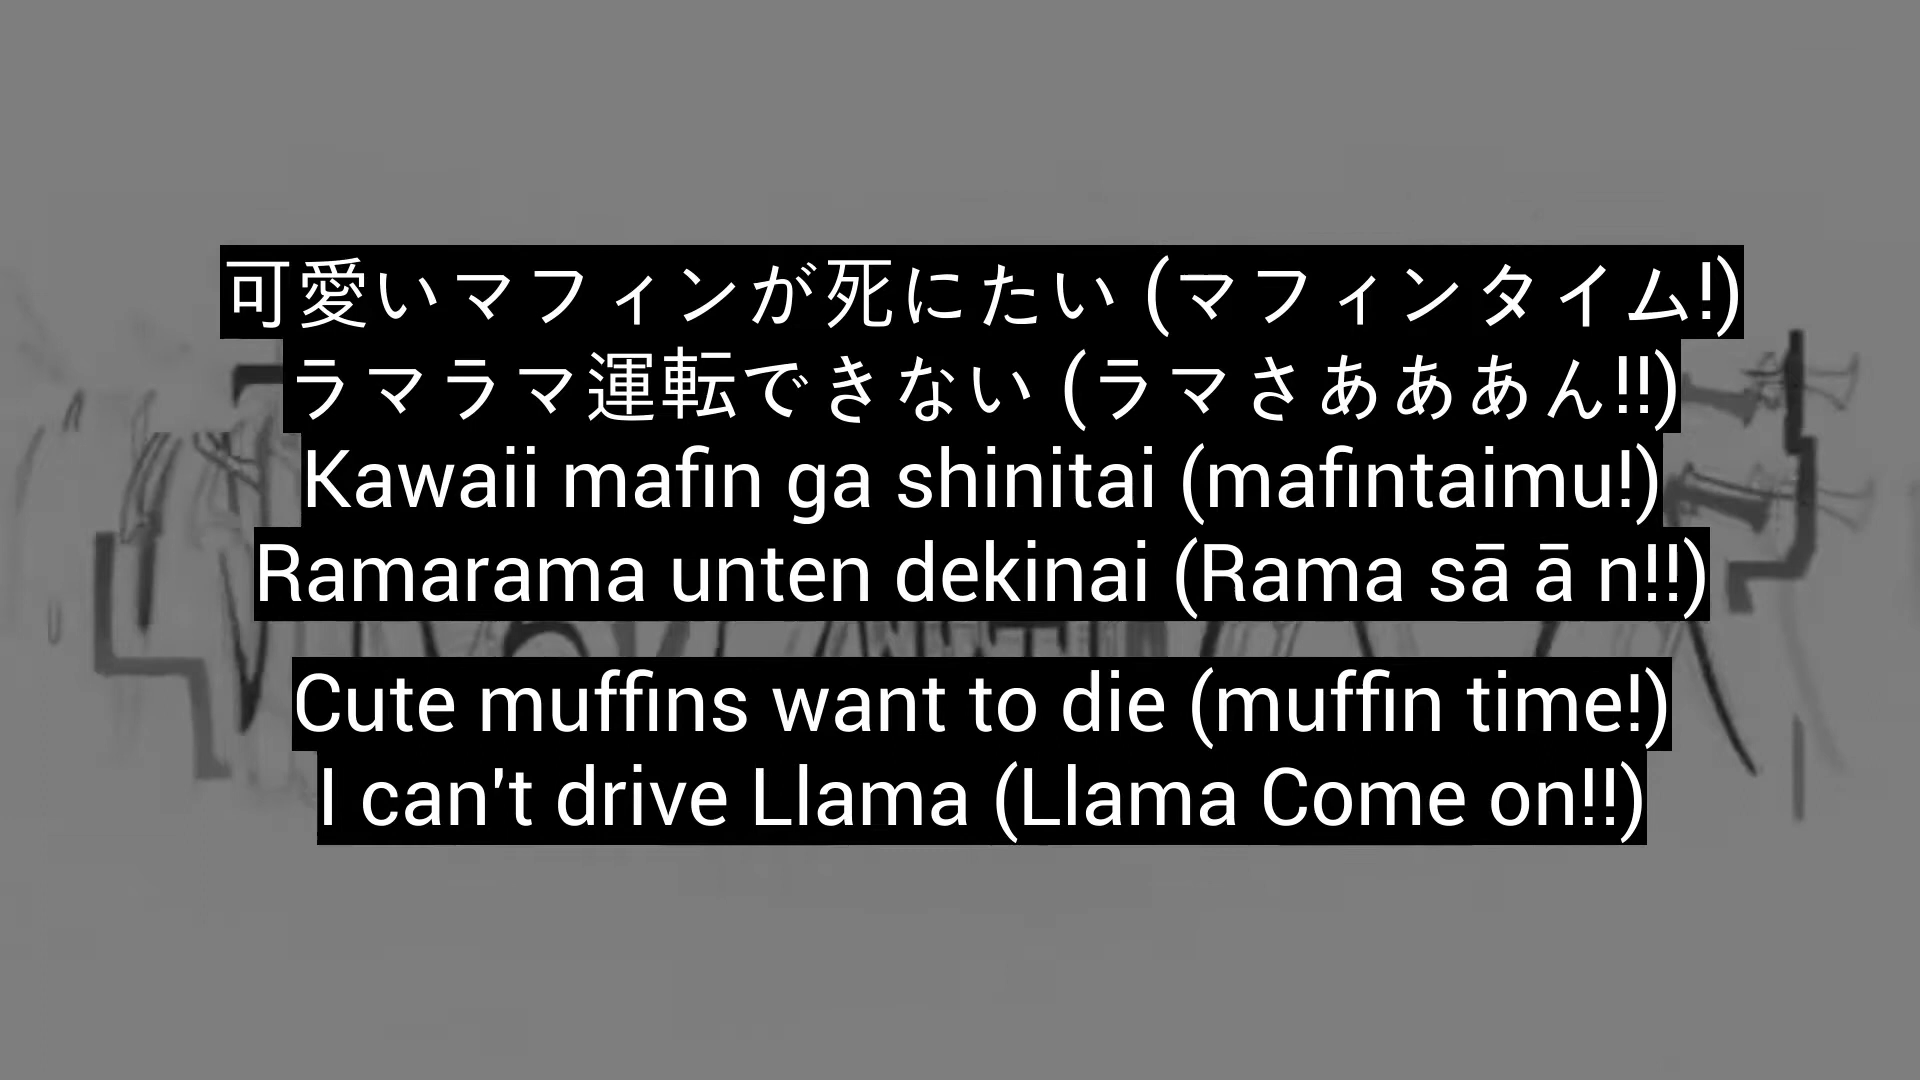 可愛いマフィンが死にたい (マフィンタイム!)
ラマラマ運転できない (ラマさあああん!!)
Kawaii mafin ga shinitai (mafintaimu!)
Ramarama unten dekinai (Rama sā ā n!!)
Cute muffins want to die (muffin time!)
I can't drive Llama (Llama Come on!!)